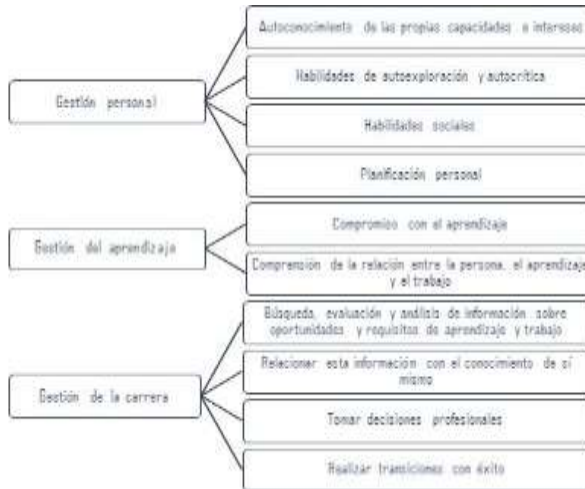 Autoconocimiento de las propias capacidades e intereses
Habilidades de autoexploración y autocrítica
Gestión personal
Habilidades sociales
Planificación personal
Compromiso con el aprendizaje
Gestión del aprendizaje
Comprensión de la relación entre la persona, el aprendizaje
y el trabajo
Búsqueda, evaluación y análisis de información sobre
oportunidades y requisitos de aprendizaje y trabajo
Relacionar esta información con el conocimiento de sí
mismo
Gestión de la carrera
Tomar decisiones profesionales
Realizar transiciones con éxito